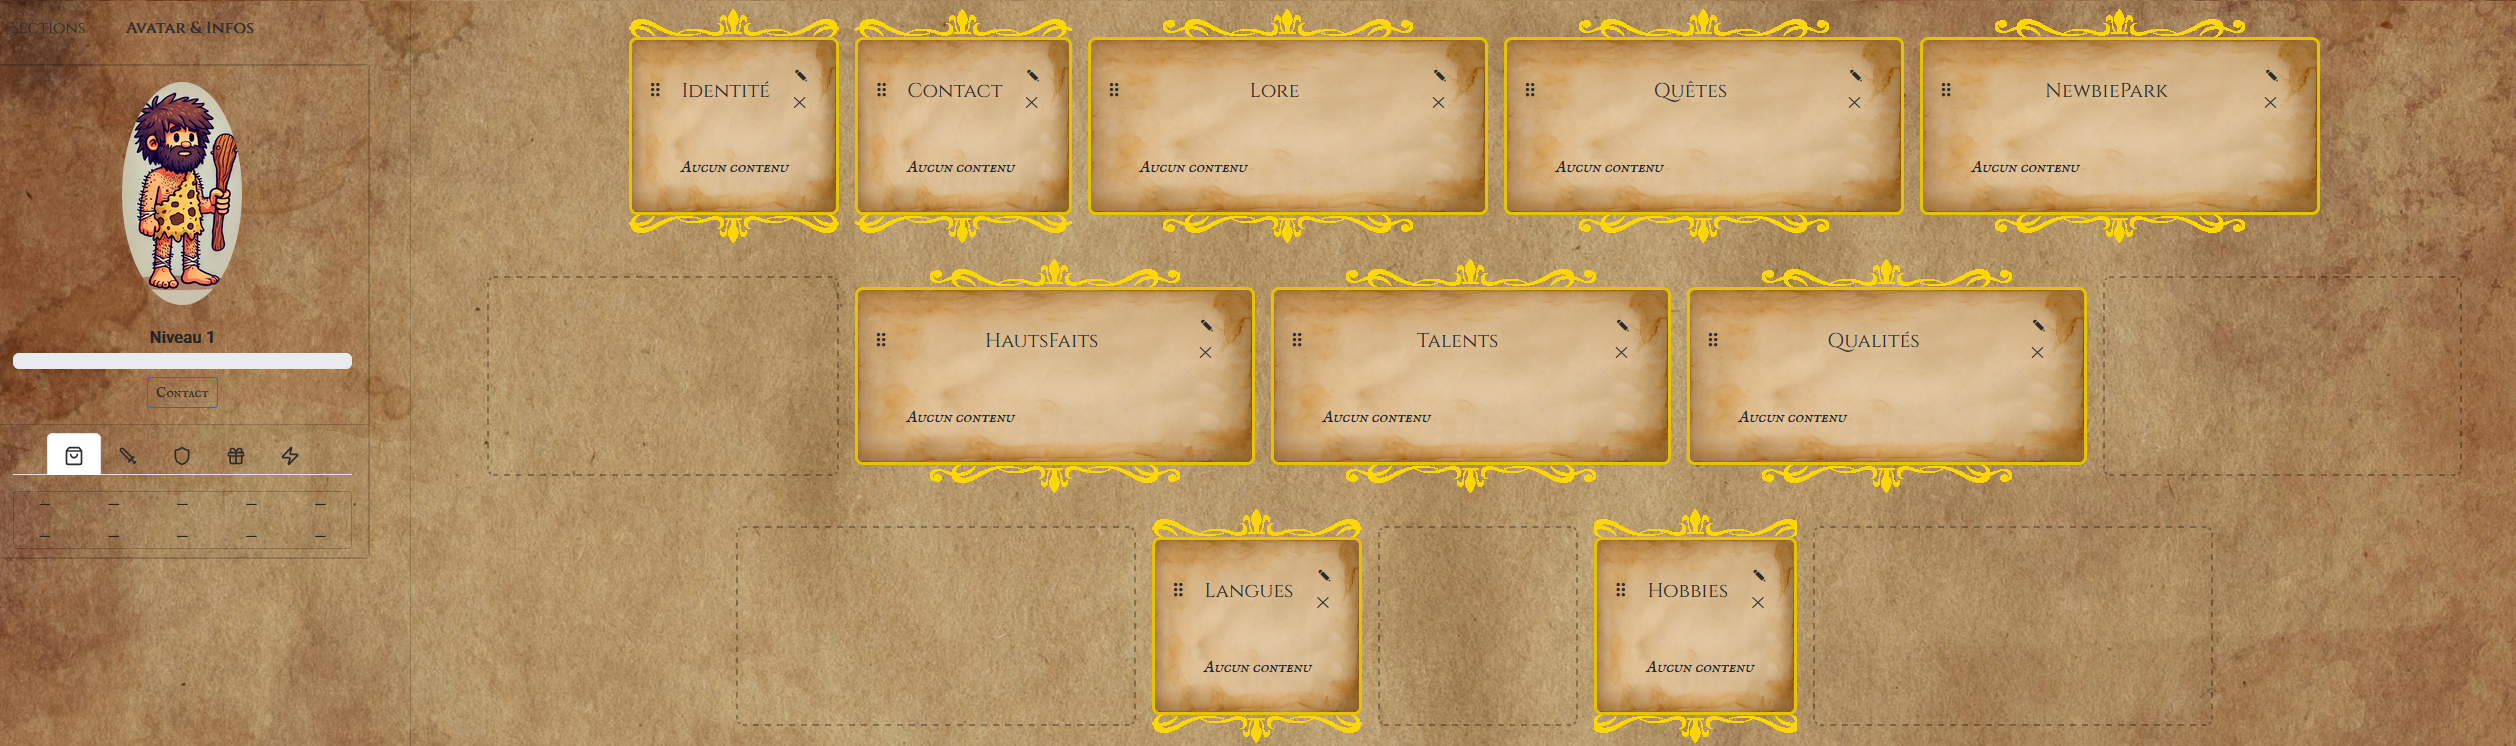 Sections Avatar & Infos
Niveau 1
Contact
Identité
Aucun contenu
Contact
Aucun contenu
Lore
Aucun contenu
Quêtes
Aucun contenu
NewbiePark
Aucun contenu
HautsFaits
Aucun contenu
Talents
Aucun contenu
Qualités
Aucun contenu
Langues
Aucun contenu
Hobbies
Aucun contenu